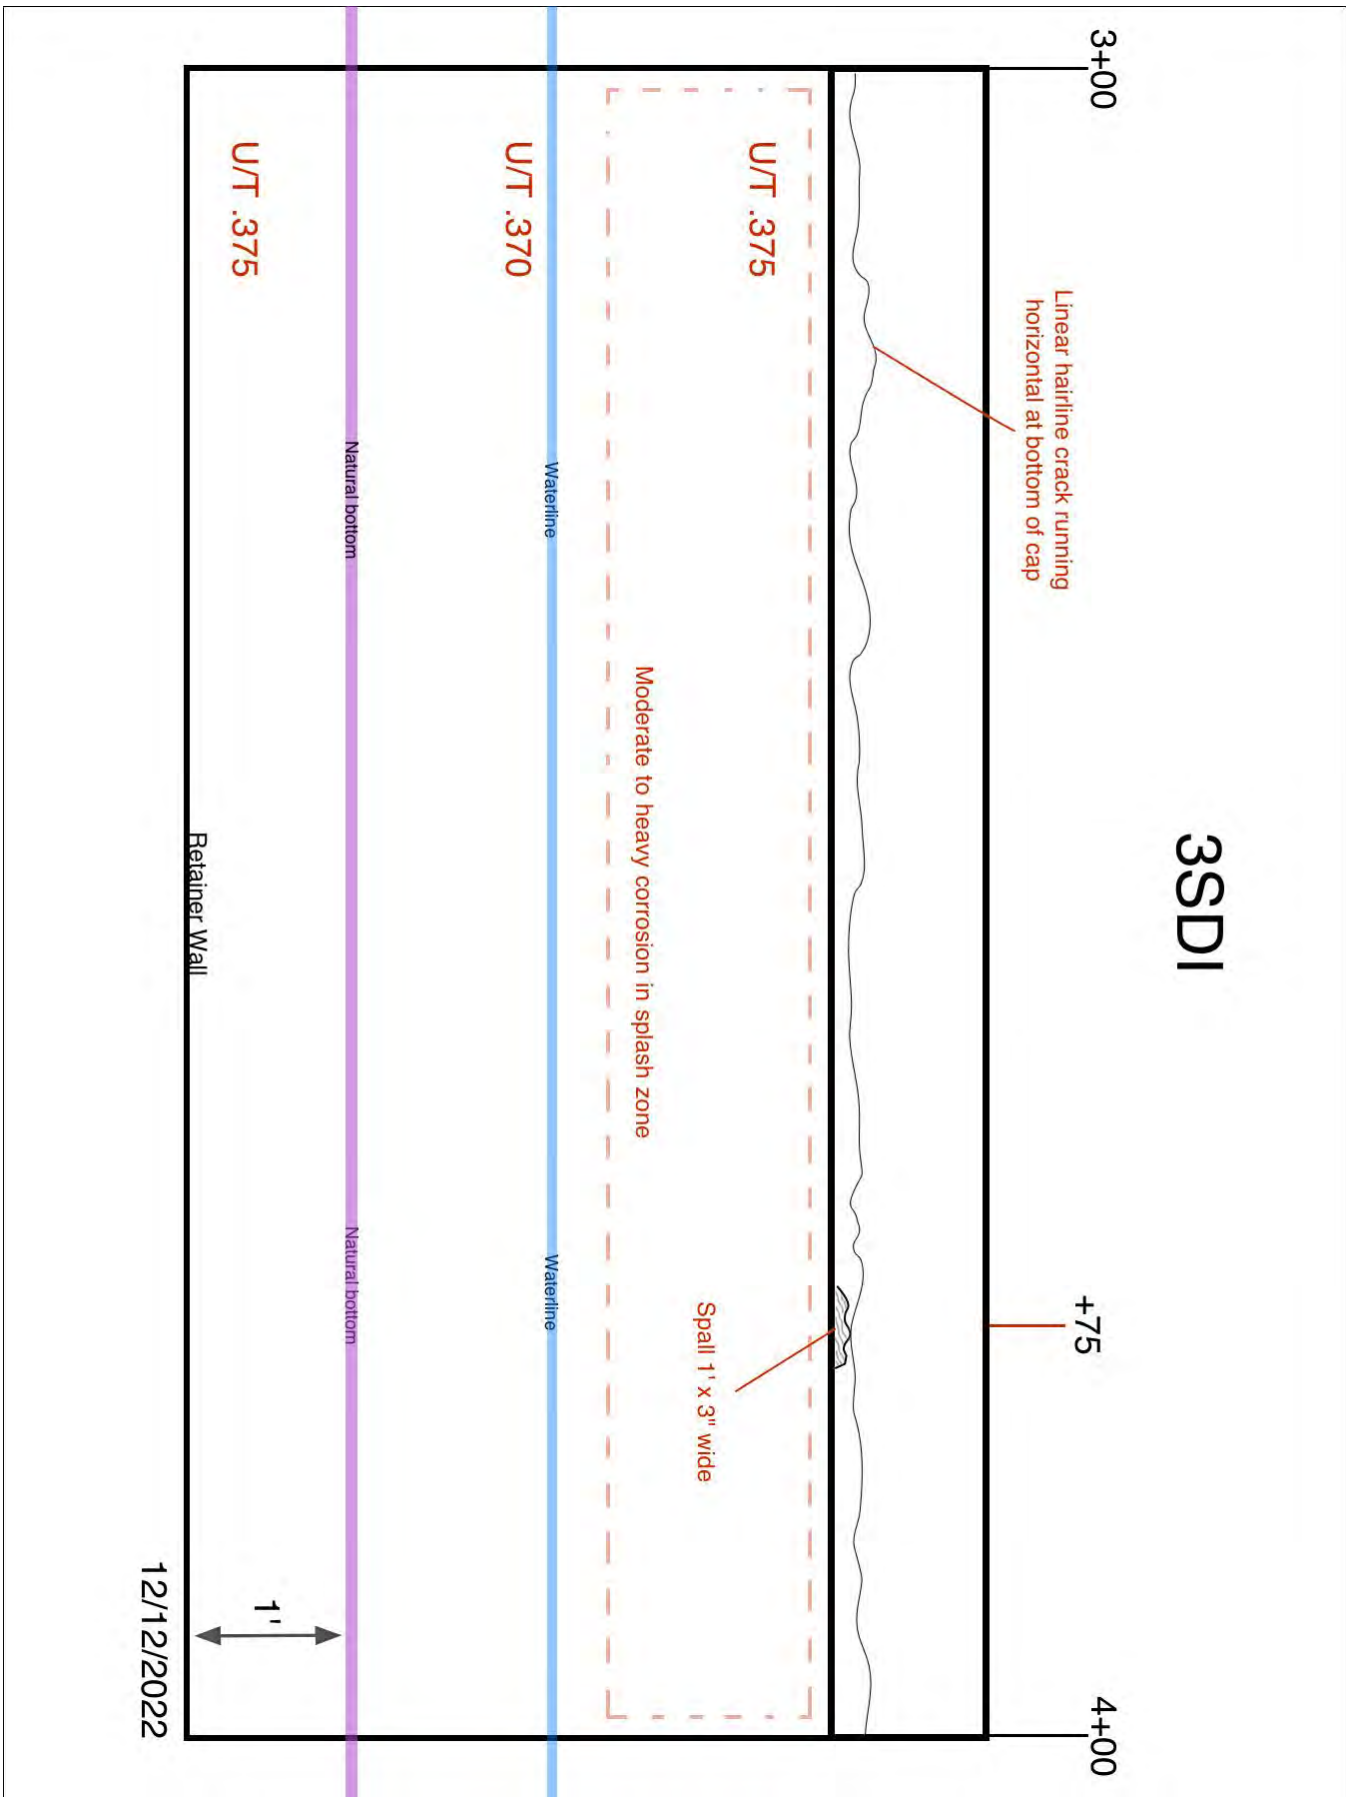 3SDI
3+00
+75
4+00
Linear hairline crack running
horizontal at bottom of cap
U/T .375
Spall 1' x 3" wide
Moderate to heavy corrosion in splash zone
Waterline
Waterline
U/T .370
Natural bottom
Natural bottom
U/T .375
1'
Retainer Wall
12/12/2022